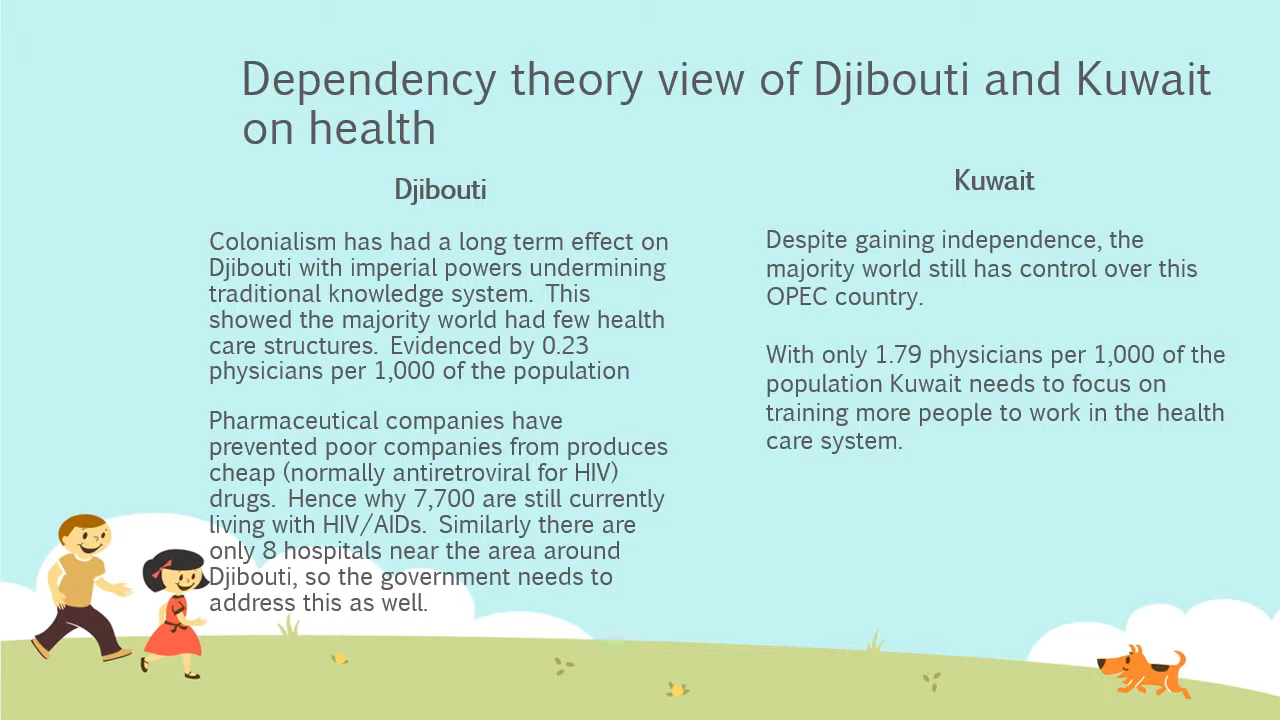 Dependency theory view of Djibouti and Kuwait
on health
Djibouti
Colonialism has had a long term effect on
Djibouti with imperial powers undermining
traditional knowledge system.  This
showed the majority world had few health
care structures.  Evidenced by 0.23
physicians per 1,000 of the population
Pharmaceutical companies have
prevented poor companies from produces
cheap (normally antiretroviral for HIV)
drugs.  Hence why 7,700 are still currently
living with HIV/AIDs.  Similarly there are
only 8 hospitals near the area around
Djibouti, so the government needs to
address this as well.
Kuwait
Despite gaining independence, the
majority world still has control over this
OPEC country.
With only 1.79 physicians per 1,000 of the
population Kuwait needs to focus on
training more people to work in the health
care system.